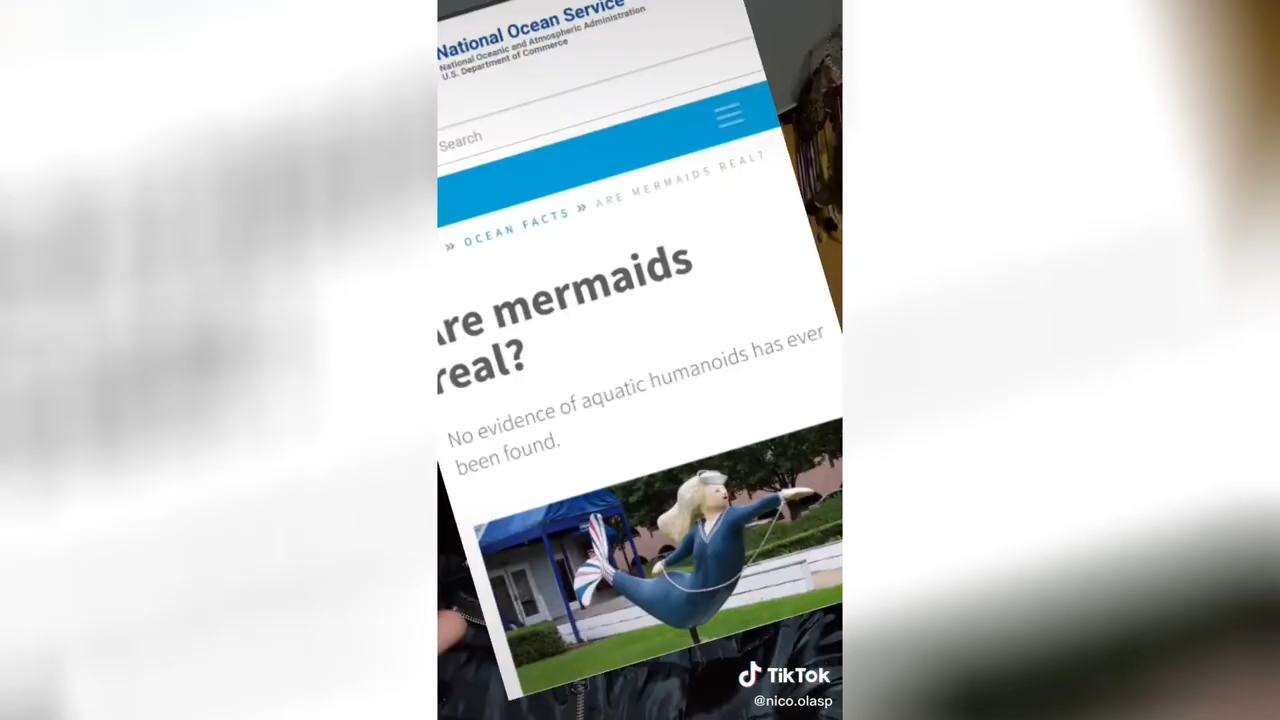 National Ocean Service
National Oceanic and Atmospheric Administration
U.S. Department of Commerce
Search
» OCEAN FACTS » ARE MERMAIDS REAL?
Are mermaids
real?
No evidence of aquatic humanoids has ever
been found.
TikTok
@nico.olasp